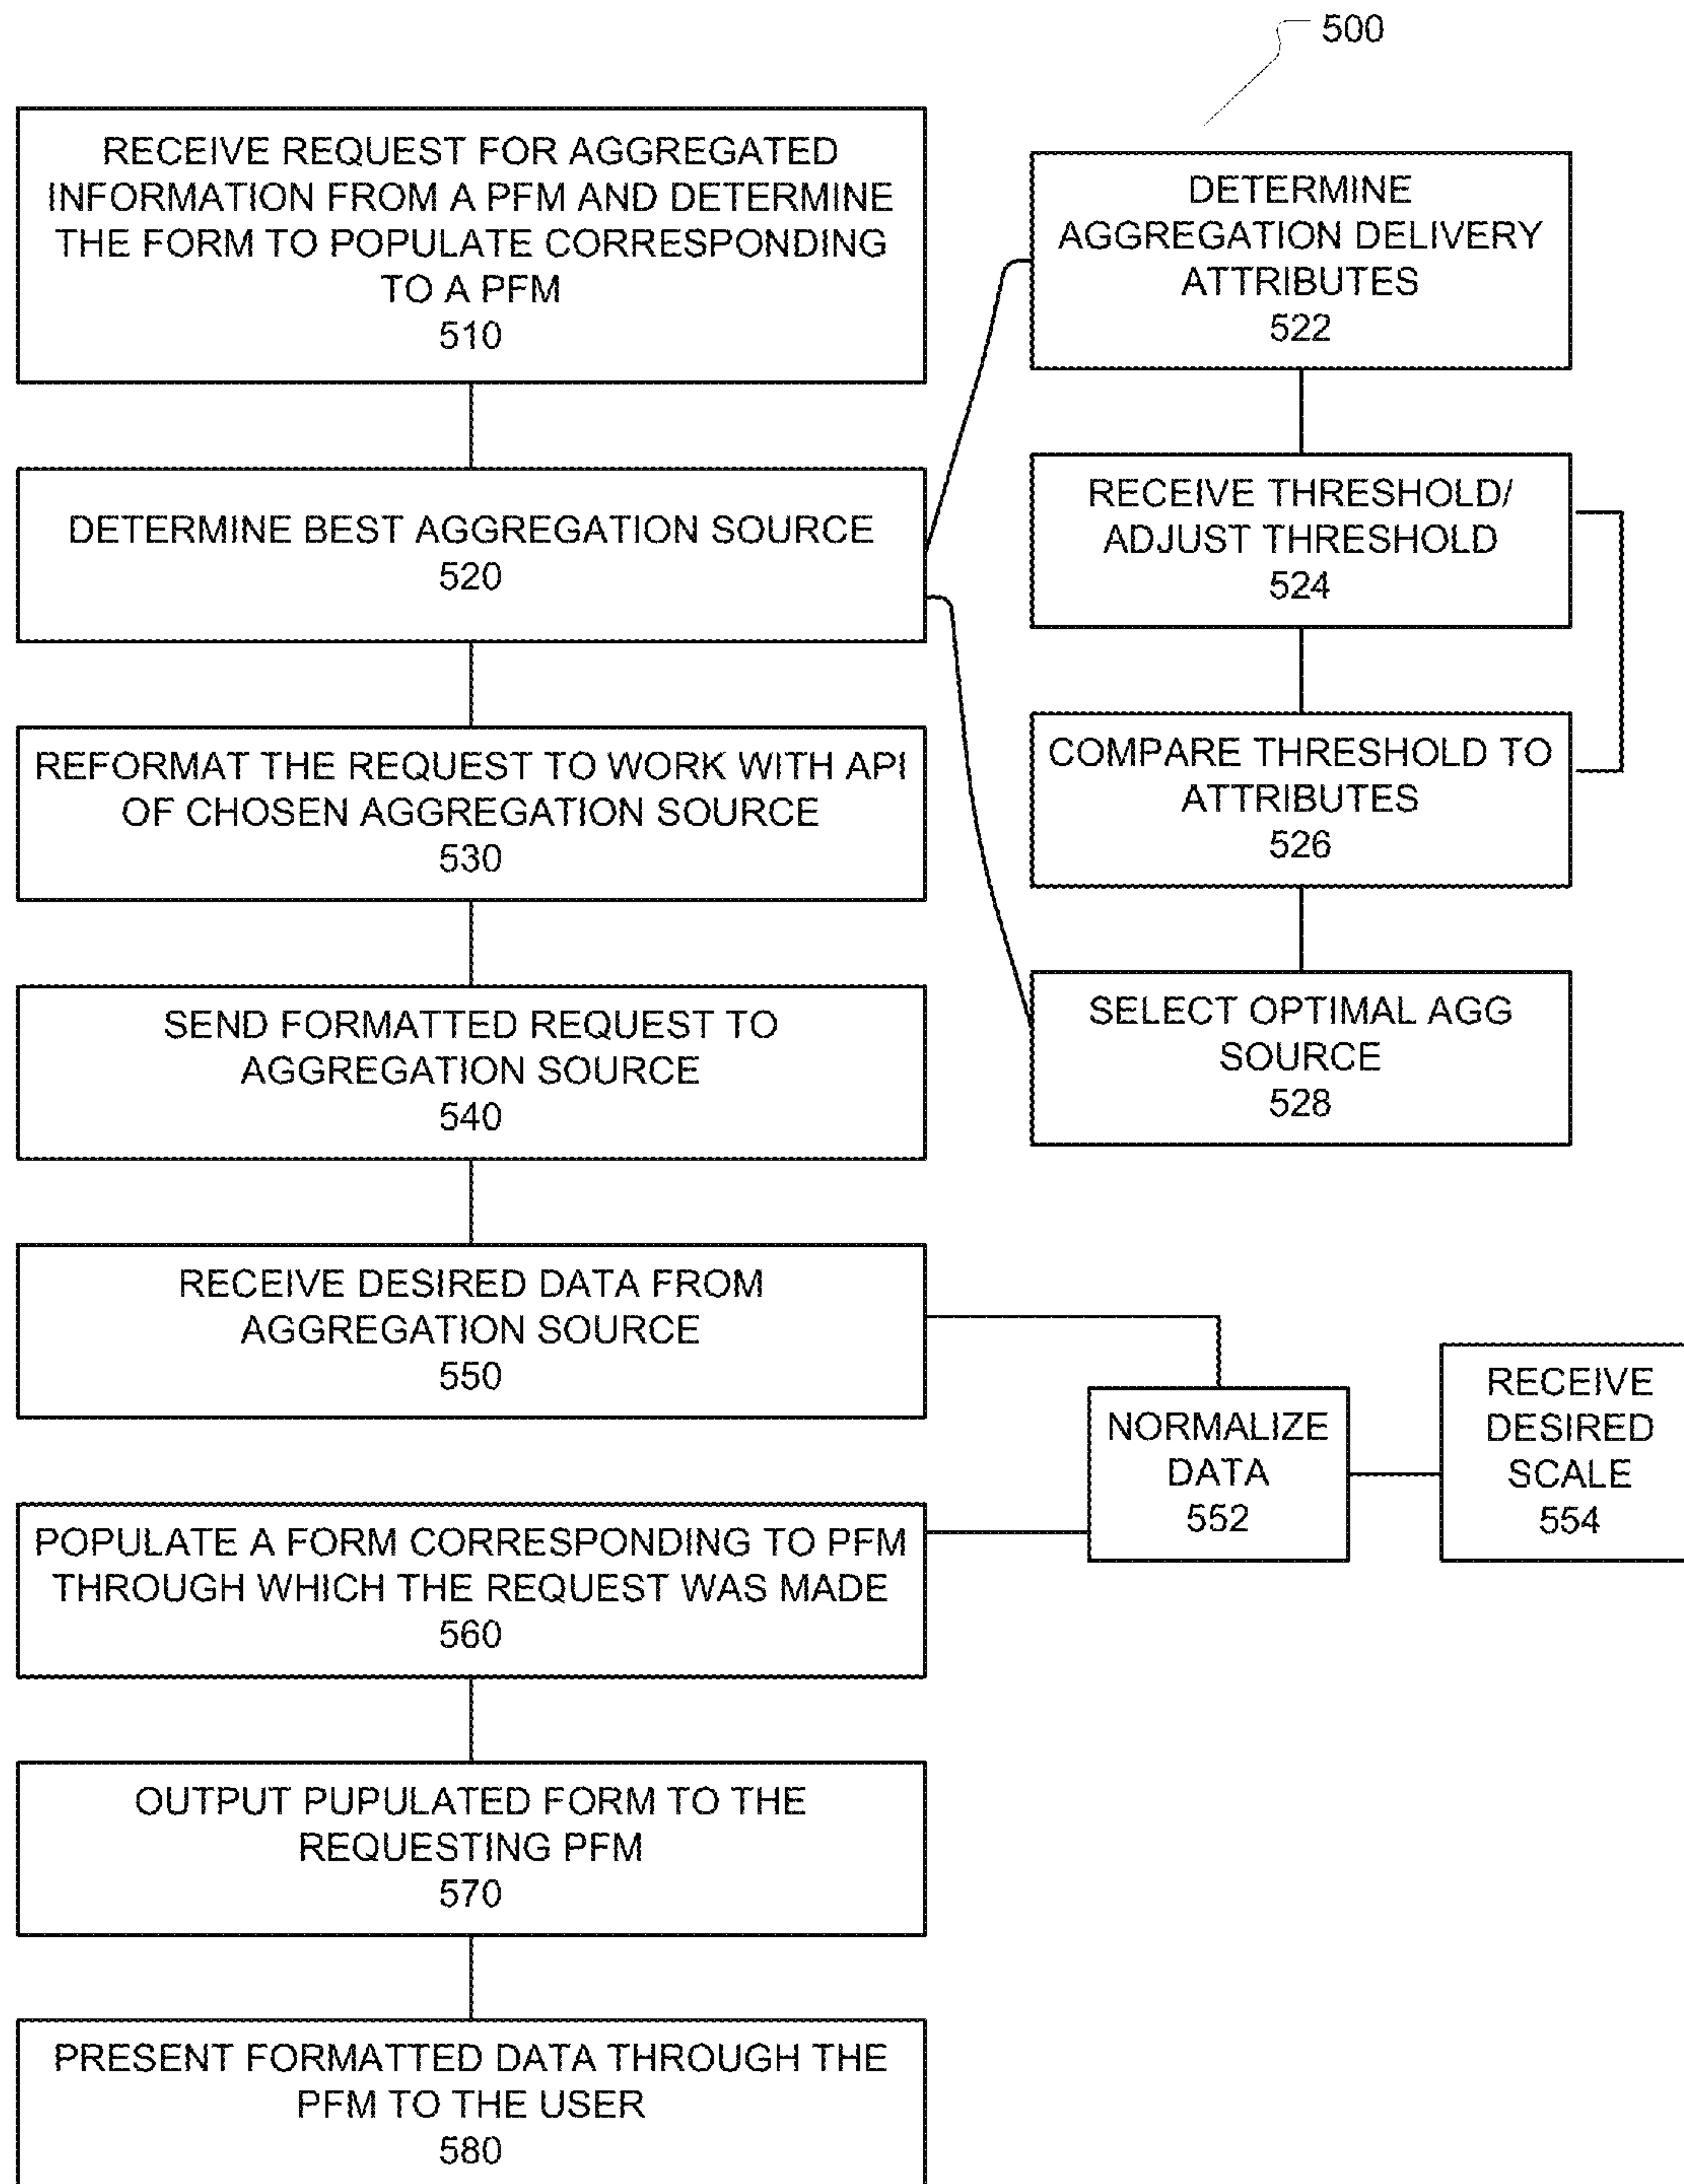 500
RECEIVE REQUEST FOR AGGREGATED
INFORMATION FROM A PFM AND DETERMINE
THE FORM TO POPULATE CORRESPONDING
TO A PFM
510
DETERMINE BEST AGGREGATION SOURCE
520
DETERMINE
AGGREGATION DELIVERY
ATTRIBUTES
522
RECEIVE THRESHOLD/
ADJUST THRESHOLD
524
COMPARE THRESHOLD TO
ATTRIBUTES
526
SELECT OPTIMAL AGG
SOURCE
528
REFORMAT THE REQUEST TO WORK WITH API
OF CHOSEN AGGREGATION SOURCE
530
SEND FORMATTED REQUEST TO
AGGREGATION SOURCE
540
RECEIVE DESIRED DATA FROM
AGGREGATION SOURCE
550
NORMALIZE
DATA
552
RECEIVE
DESIRED
SCALE
554
POPULATE A FORM CORRESPONDING TO PFM
THROUGH WHICH THE REQUEST WAS MADE
560
OUTPUT PUPULATED FORM TO THE
REQUESTING PFM
570
PRESENT FORMATTED DATA THROUGH THE
PFM TO THE USER
580